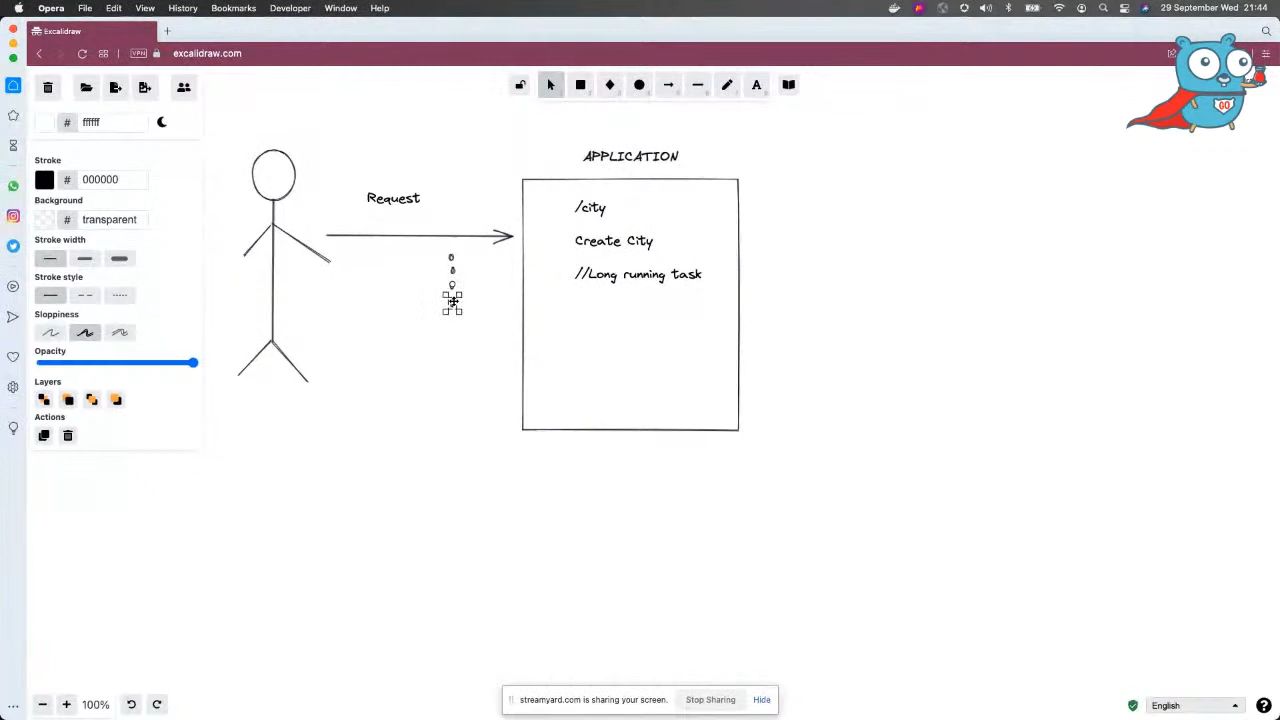 Opera File Edit View History Bookmarks Developer Window Help 29 September Wed 21:44
Excalidraw
VPN excalidraw.com
GO
# ffffff
Stroke
# 000000
Background
# transparent
Stroke width
Stroke style
Sloppiness
Opacity
Layers
Actions
APPLICATION
Request
/city
Create City
//Long running task
100%
streamyard.com is sharing your screen. Stop Sharing Hide
English